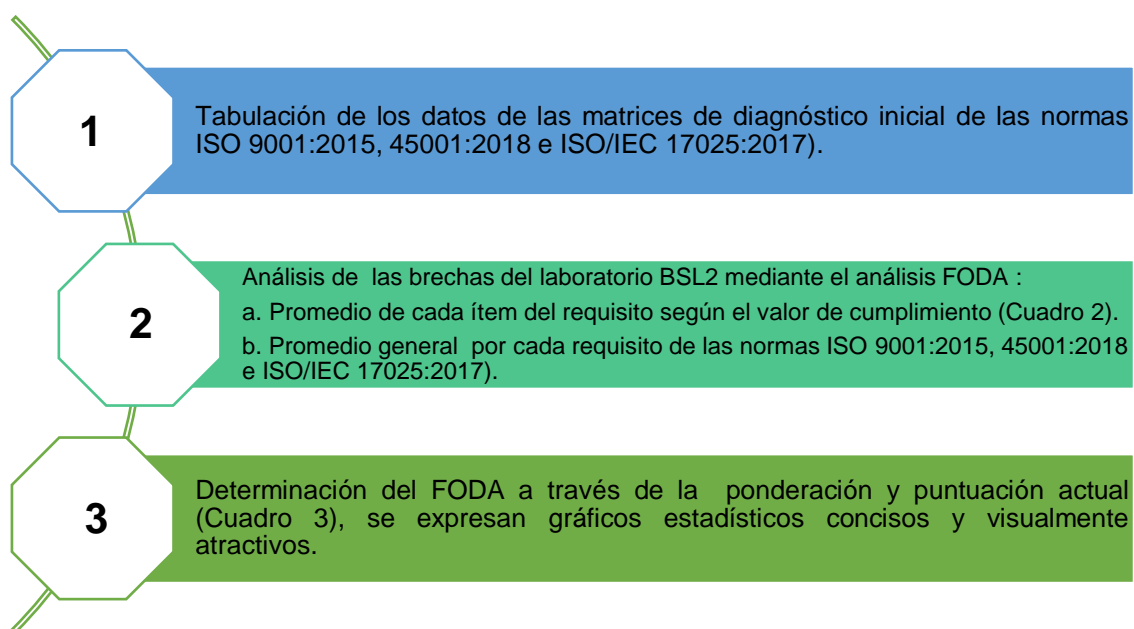 1
Tabulación de los datos de las matrices de diagnóstico inicial de las normas
ISO 9001:2015, 45001:2018 e ISO/IEC 17025:2017).
2
Análisis de las brechas del laboratorio BSL2 mediante el análisis FODA :
a. Promedio de cada ítem del requisito según el valor de cumplimiento (Cuadro 2).
b. Promedio general por cada requisito de las normas ISO 9001:2015, 45001:2018
e ISO/IEC 17025:2017).
3
Determinación del FODA a través de la ponderación y puntuación actual
(Cuadro 3), se expresan gráficos estadísticos concisos y visualmente
atractivos.